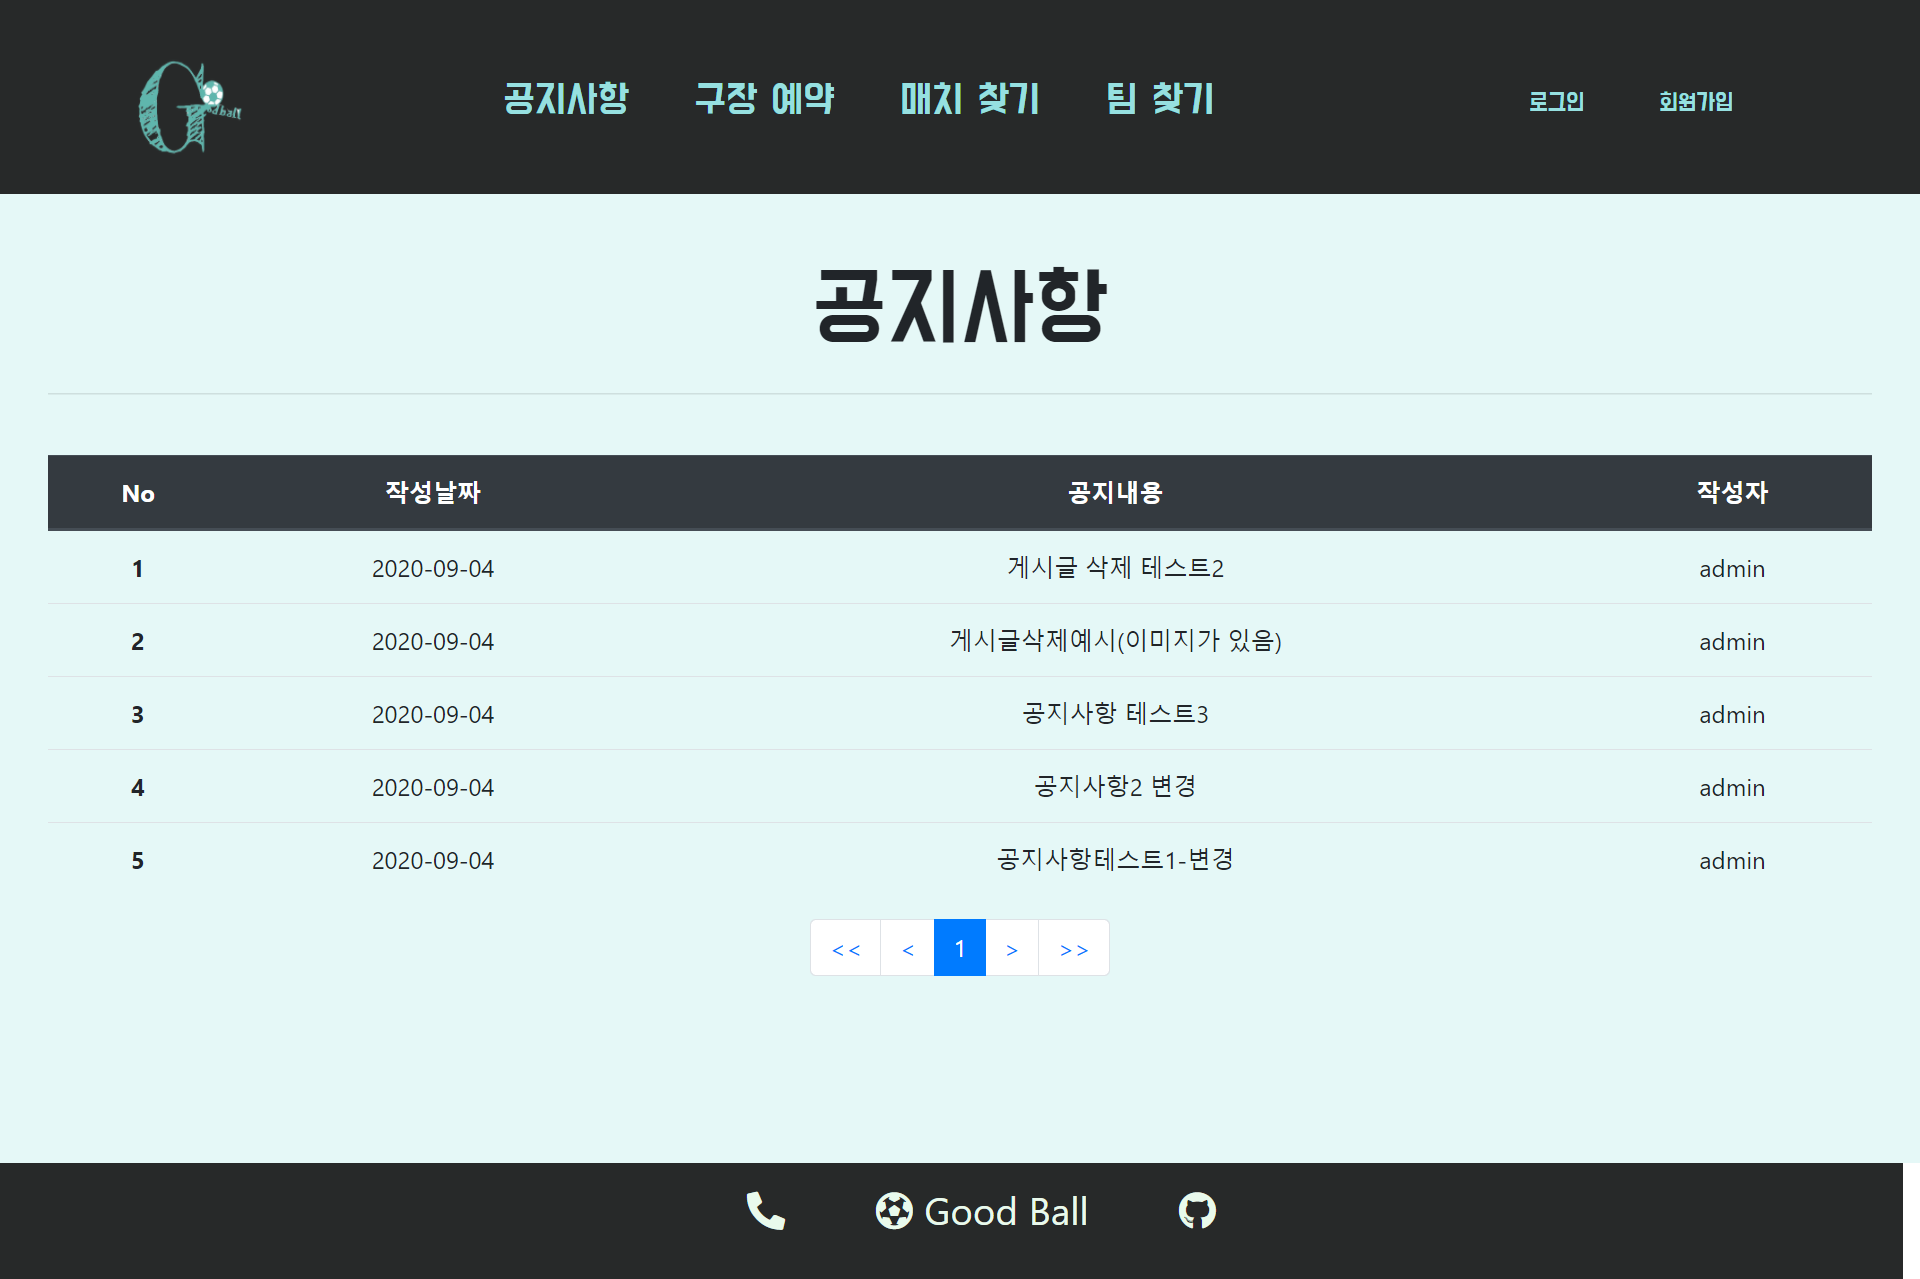 Goodball
공지사항 구장 예약 매치 찾기 팀 찾기 로그인 회원가입
공지사항
No 작성날짜 공지내용 작성자
1 2020-09-04 게시글 삭제 테스트2 admin
2 2020-09-04 게시글삭제예시(이미지가 있음) admin
3 2020-09-04 공지사항 테스트3 admin
4 2020-09-04 공지사항2 변경 admin
5 2020-09-04 공지사항테스트1-변경 admin
<< < 1 > >>
Good Ball